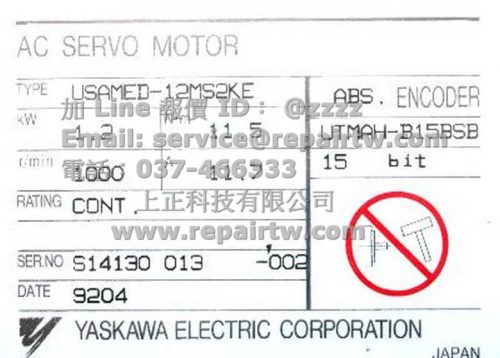 AC SERVO MOTOR
TYPE USAMED-12MS2KE
ABS. ENCODER
加 Line 報價 ID： @zzzz
kW 1.2 N·m 11.5
UTMAH-B15BSB
Email: service@repairtw.com
r/min 1000 A 11.7
15 bit
電話：037-466333
RATING CONT.
上正科技有限公司
www.repairtw.com
SER.NO S14130 013 -002
DATE 9204
YASKAWA ELECTRIC CORPORATION
JAPAN